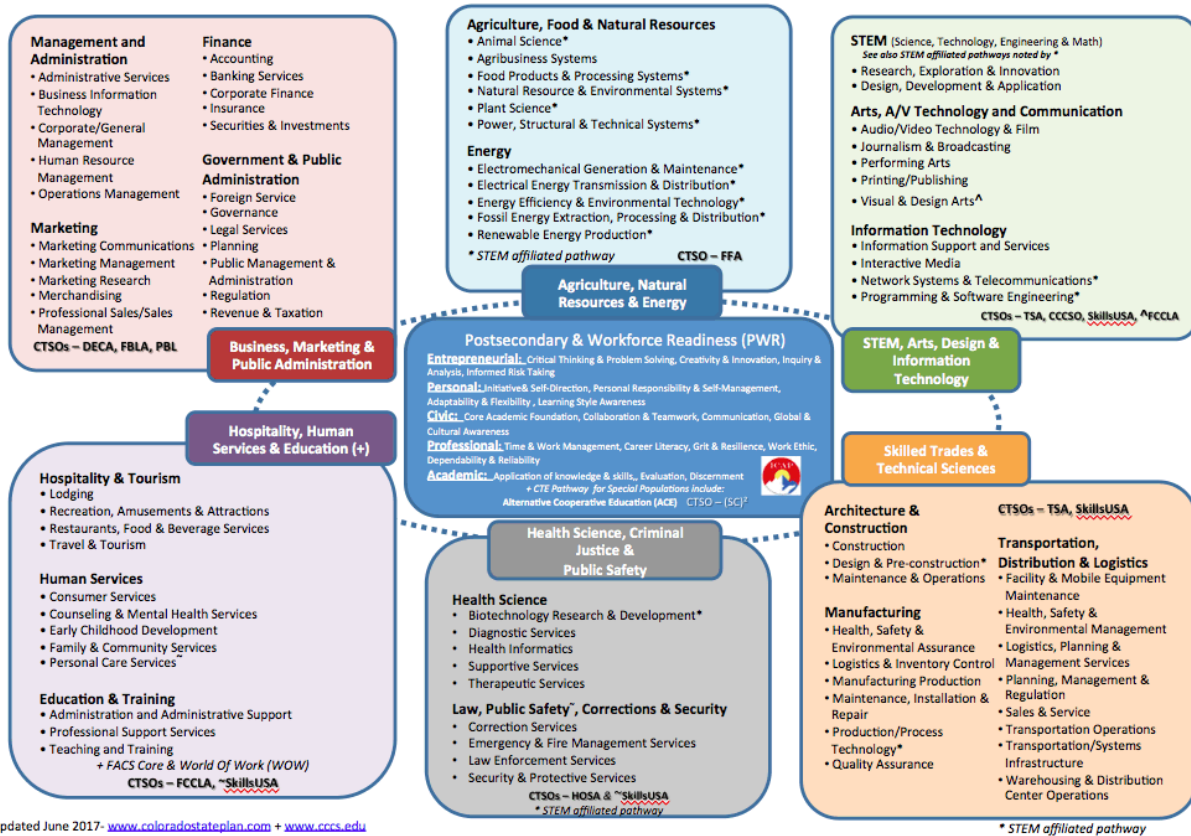 Management and
Administration
• Administrative Services
• Business Information
Technology
• Corporate/General
Management
• Human Resource
Management
• Operations Management
Marketing
• Marketing Communications
• Marketing Management
• Marketing Research
• Merchandising
• Professional Sales/Sales
Management
CTSOs – DECA, FBLA, PBL
Finance
• Accounting
• Banking Services
• Corporate Finance
• Insurance
• Securities & Investments
Government & Public
Administration
• Foreign Service
• Governance
• Legal Services
• Planning
• Public Management &
Administration
• Regulation
• Revenue & Taxation
Business, Marketing &
Public Administration
Agriculture, Food & Natural Resources
• Animal Science*
• Agribusiness Systems
• Food Products & Processing Systems*
• Natural Resource & Environmental Systems*
• Plant Science*
• Power, Structural & Technical Systems*
Energy
• Electromechanical Generation & Maintenance*
• Electrical Energy Transmission & Distribution*
• Energy Efficiency & Environmental Technology*
• Fossil Energy Extraction, Processing & Distribution*
• Renewable Energy Production*
* STEM affiliated pathway CTSO – FFA
Agriculture, Natural
Resources & Energy
STEM (Science, Technology, Engineering & Math)
See also STEM affiliated pathways noted by *
• Research, Exploration & Innovation
• Design, Development & Application
Arts, A/V Technology and Communication
• Audio/Video Technology & Film
• Journalism & Broadcasting
• Performing Arts
• Printing/Publishing
• Visual & Design Arts^
Information Technology
• Information Support and Services
• Interactive Media
• Network Systems & Telecommunications*
• Programming & Software Engineering*
CTSOs – TSA, CCCSO, SkillsUSA, ^FCCLA
STEM, Arts, Design &
Information
Technology
Postsecondary & Workforce Readiness (PWR)
Entrepreneurial: Critical Thinking & Problem Solving, Creativity & Innovation, Inquiry &
Analysis, Informed Risk Taking
Personal: Initiative& Self-Direction, Personal Responsibility & Self-Management,
Adaptability & Flexibility , Learning Style Awareness
Civic: Core Academic Foundation, Collaboration & Teamwork, Communication, Global &
Cultural Awareness
Professional: Time & Work Management, Career Literacy, Grit & Resilience, Work Ethic,
Dependability & Reliability
Academic: Application of knowledge & skills,, Evaluation, Discernment
+ CTE Pathway for Special Populations include:
Alternative Cooperative Education (ACE) CTSO – (SC)²
ICAP
Hospitality, Human
Services & Education (+)
Hospitality & Tourism
• Lodging
• Recreation, Amusements & Attractions
• Restaurants, Food & Beverage Services
• Travel & Tourism
Human Services
• Consumer Services
• Counseling & Mental Health Services
• Early Childhood Development
• Family & Community Services
• Personal Care Services~
Education & Training
• Administration and Administrative Support
• Professional Support Services
• Teaching and Training
+ FACS Core & World Of Work (WOW)
CTSOs – FCCLA, ~SkillsUSA
Health Science, Criminal
Justice &
Public Safety
Health Science
• Biotechnology Research & Development*
• Diagnostic Services
• Health Informatics
• Supportive Services
• Therapeutic Services
Law, Public Safety~, Corrections & Security
• Correction Services
• Emergency & Fire Management Services
• Law Enforcement Services
• Security & Protective Services
CTSOs – HOSA & ~SkillsUSA
* STEM affiliated pathway
Skilled Trades &
Technical Sciences
Architecture &
Construction
• Construction
• Design & Pre-construction*
• Maintenance & Operations
Manufacturing
• Health, Safety &
Environmental Assurance
• Logistics & Inventory Control
• Manufacturing Production
• Maintenance, Installation &
Repair
• Production/Process
Technology*
• Quality Assurance
CTSOs – TSA, SkillsUSA
Transportation,
Distribution & Logistics
• Facility & Mobile Equipment
Maintenance
• Health, Safety &
Environmental Management
• Logistics, Planning &
Management Services
• Planning, Management &
Regulation
• Sales & Service
• Transportation Operations
• Transportation/Systems
Infrastructure
• Warehousing & Distribution
Center Operations
* STEM affiliated pathway
pdated June 2017- www.coloradostateplan.com + www.cccs.edu